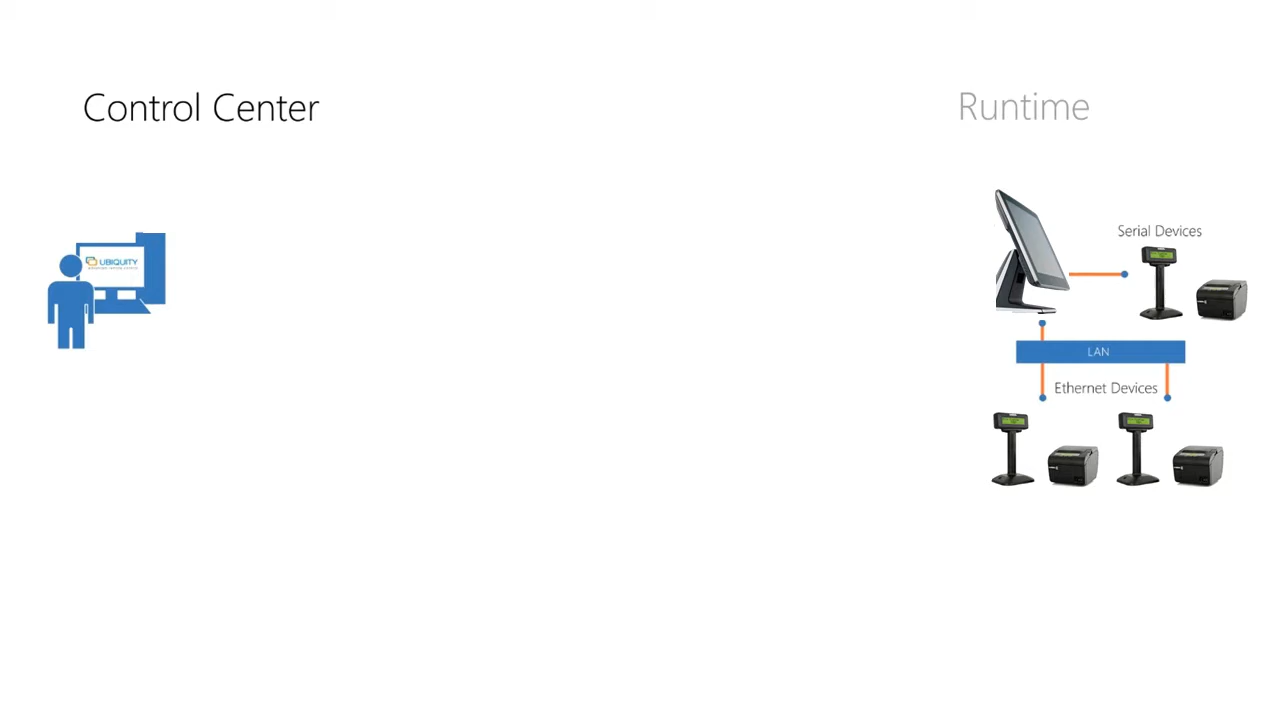 Control Center
Runtime
UBIQUITY
Serial Devices
LAN
Ethernet Devices